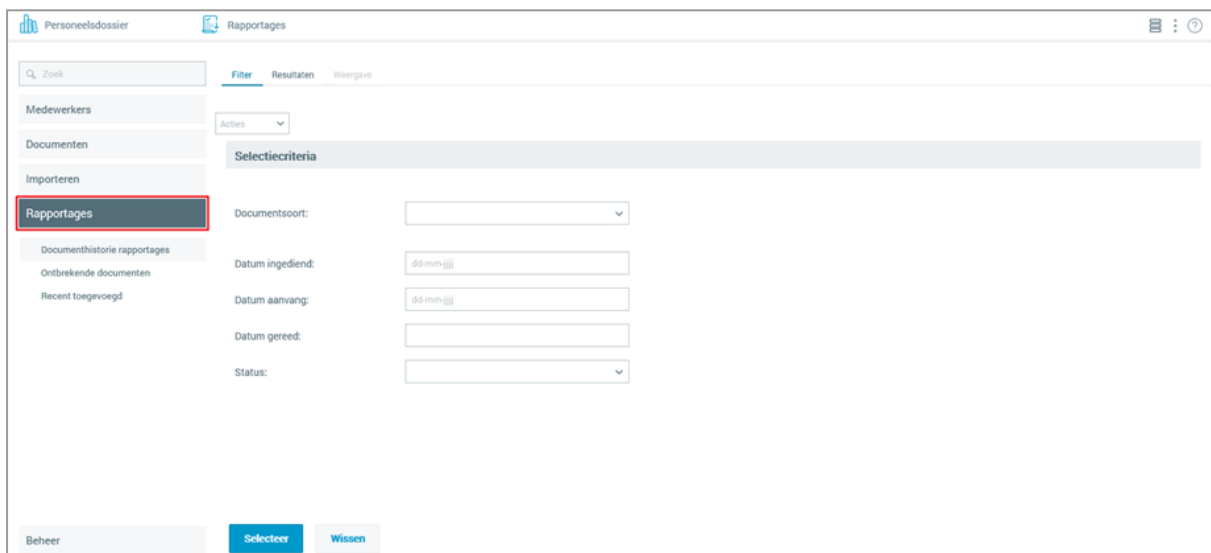 Personeelsdossier
Rapportages
Zoek
Medewerkers
Documenten
Importeren
Rapportages
Documenthistorie rapportages
Ontbrekende documenten
Recent toegevoegd
Beheer
Filter Resultaten Weergave
Acties
Selectiecriteria
Documentsoort:
Datum ingediend: dd-mm-jjjj
Datum aanvang: dd-mm-jjjj
Datum gereed:
Status:
Selecteer Wissen